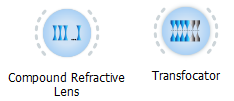 Compound Refractive
Lens
Transfocator